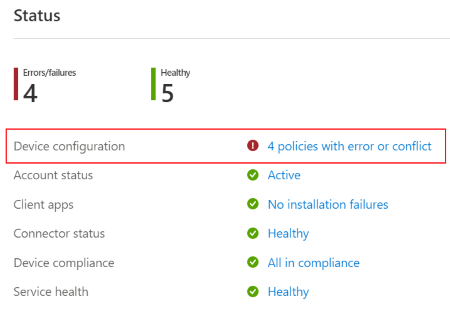 Status
Errors/failures
4
Healthy
5
Device configuration 4 policies with error or conflict
Account status Active
Client apps No installation failures
Connector status Healthy
Device compliance All in compliance
Service health Healthy